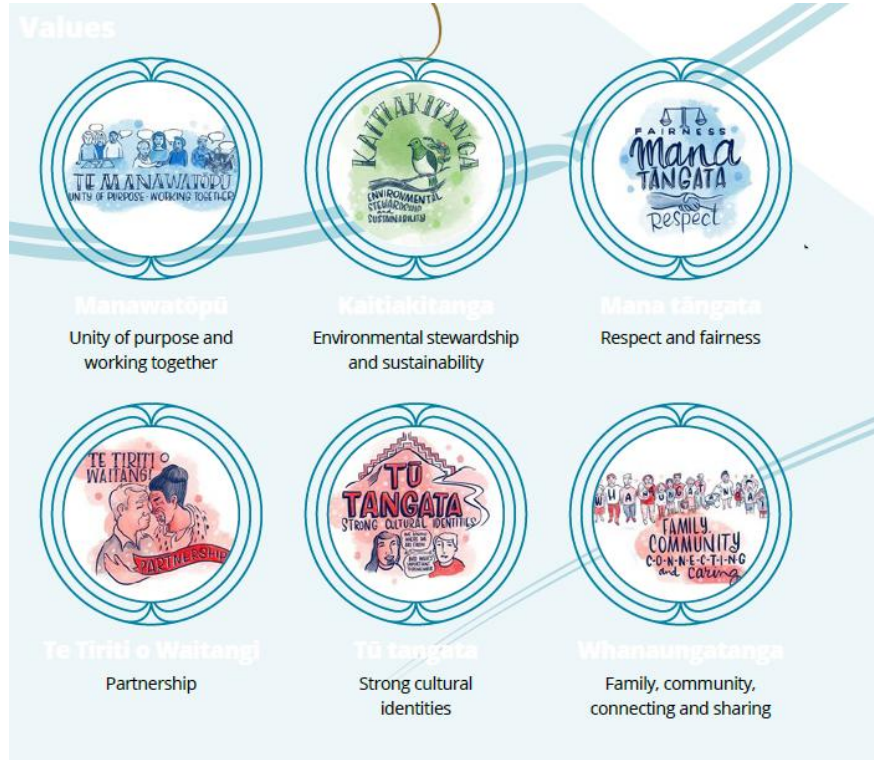 Values
TE MANAWATŌPŪ
UNITY OF PURPOSE - WORKING TOGETHER
KAITIAKITANGA
ENVIRONMENTAL
STEWARDSHIP
and
SUSTAINABILITY
FAIRNESS
Mana
TANGATA
Respect
Manawatōpū
Kaitiakitanga
Mana tāngata
Unity of purpose and
working together
Environmental stewardship
and sustainability
Respect and fairness
TE TIRITI O
WAITANGI
PARTNERSHIP
TŪ
TANGATA
STRONG CULTURAL IDENTITIES
WHANAUNGATANGA
FAMILY
COMMUNITY
C-O-N-N-E-C-T-I-N-G
and caring
Te Tiriti o Waitangi
Tū tangata
Whanaungatanga
Partnership
Strong cultural
identities
Family, community,
connecting and sharing